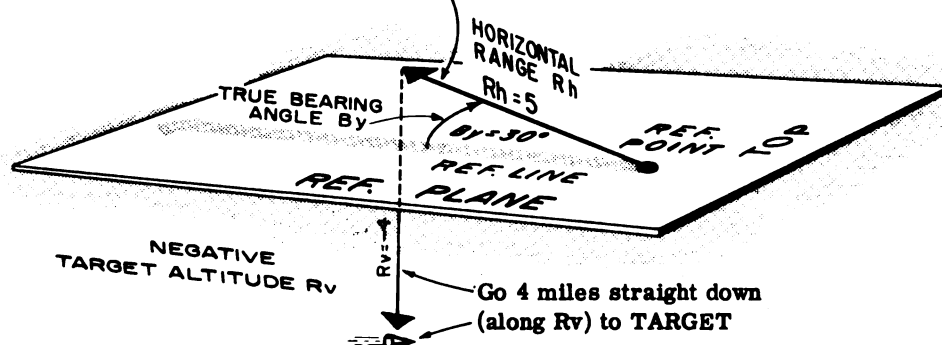 HORIZONTAL
RANGE Rh
Rh=5
TRUE BEARING
ANGLE By
By=30°
REF.
POINT
TOP
REF. LINE
REF. PLANE
Rv=-4
NEGATIVE
TARGET ALTITUDE Rv
Go 4 miles straight down
(along Rv) to TARGET